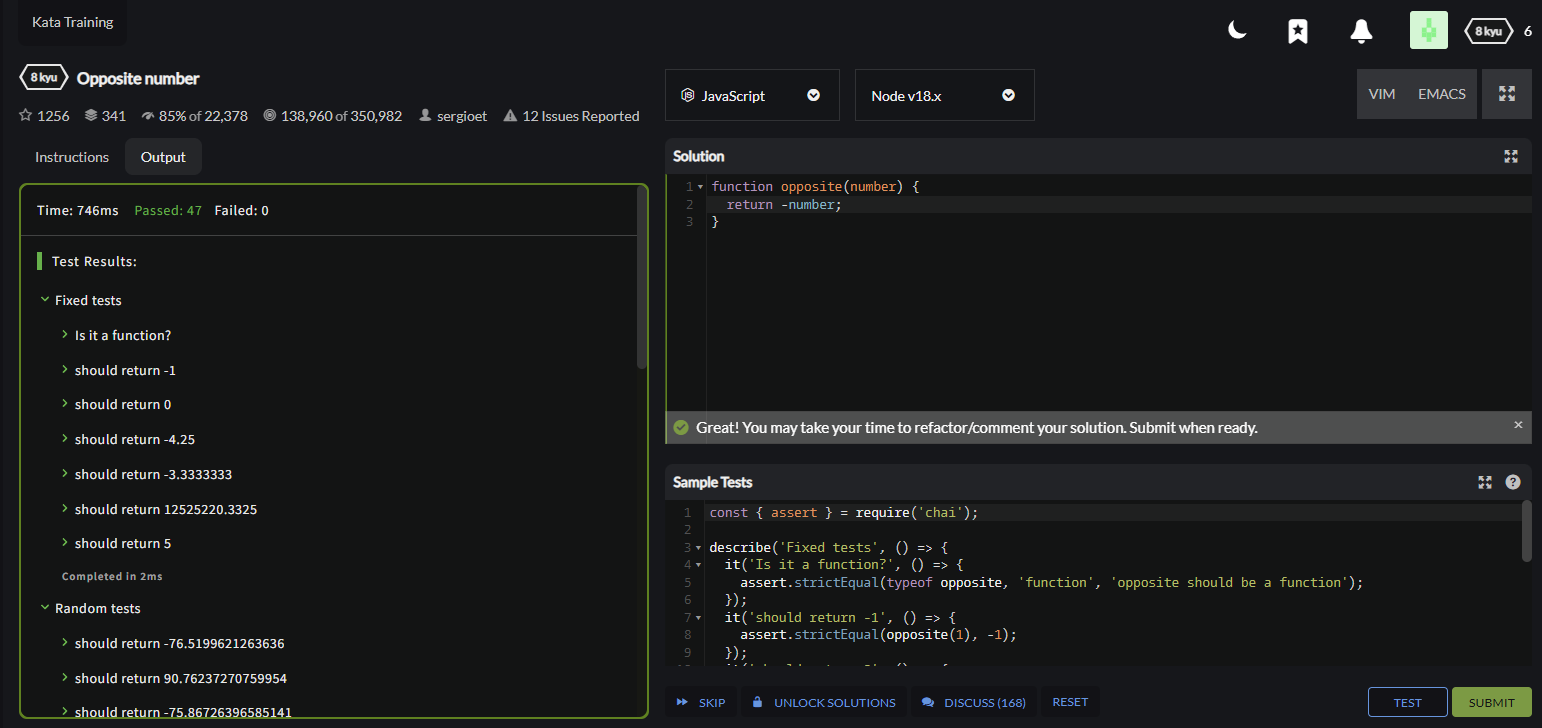 Kata Training
8 kyu 6
8 kyu Opposite number
1256 341 85% of 22,378 138,960 of 350,982 sergioet 12 Issues Reported
Instructions Output
Time: 746ms Passed: 47 Failed: 0
Test Results:
Fixed tests
Is it a function?
should return -1
should return 0
should return -4.25
should return -3.3333333
should return 12525220.3325
should return 5
Completed in 2ms
Random tests
should return -76.5199621263636
should return 90.76237270759954
should return -75.86726396585141
JS JavaScript Node v18.x VIM EMACS
Solution
1 function opposite(number) {
2 return -number;
3 }
Great! You may take your time to refactor/comment your solution. Submit when ready. ×
Sample Tests ?
1 const { assert } = require('chai');
2
3 describe('Fixed tests', () => {
4 it('Is it a function?', () => {
5 assert.strictEqual(typeof opposite, 'function', 'opposite should be a function');
6 });
7 it('should return -1', () => {
8 assert.strictEqual(opposite(1), -1);
9 });
SKIP UNLOCK SOLUTIONS DISCUSS (168) RESET TEST SUBMIT